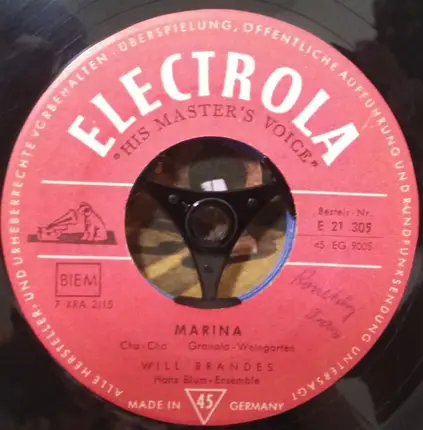 ALLE HERSTELLER- UND URHEBERRECHTE VORBEHALTEN · ÜBERSPIELUNG, ÖFFENTLICHE AUFFÜHRUNG UND RUNDFUNKSENDUNG UNTERSAGT
ELECTROLA
"HIS MASTER'S VOICE"
Bestell-Nr.
E 21 305
45 EG 9005
BIEM
7 XRA 2115
MARINA
Cha-Cha Granata-Weingarten
WILL BRANDES
Hans Blum-Ensemble
MADE IN 45 GERMANY